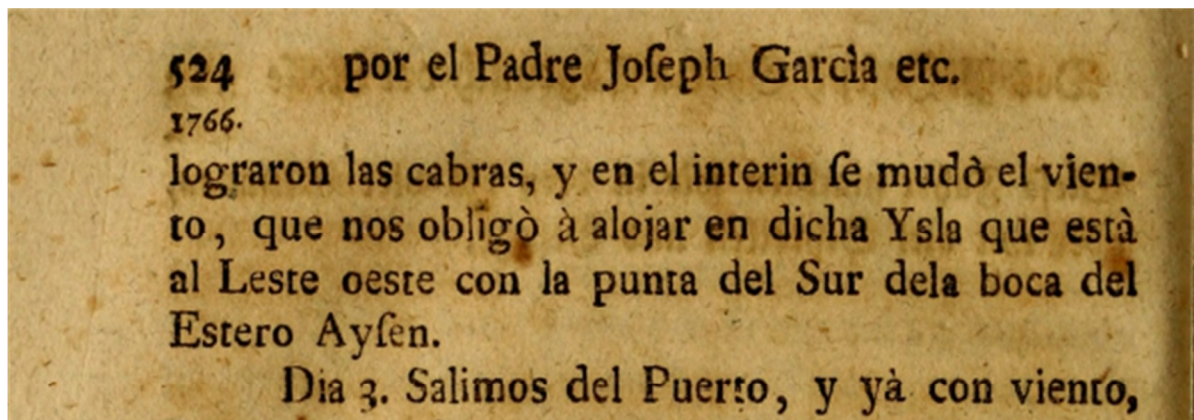 524 por el Padre Joſeph Garcìa etc.
1766.
lograron las cabras, y en el interin ſe mudò el vien-
to, que nos obligò à alojar en dicha Ysla que està
al Leste oeste con la punta del Sur dela boca del
Estero Ayſen.
Dia 3. Salimos del Puerto, y yà con viento,